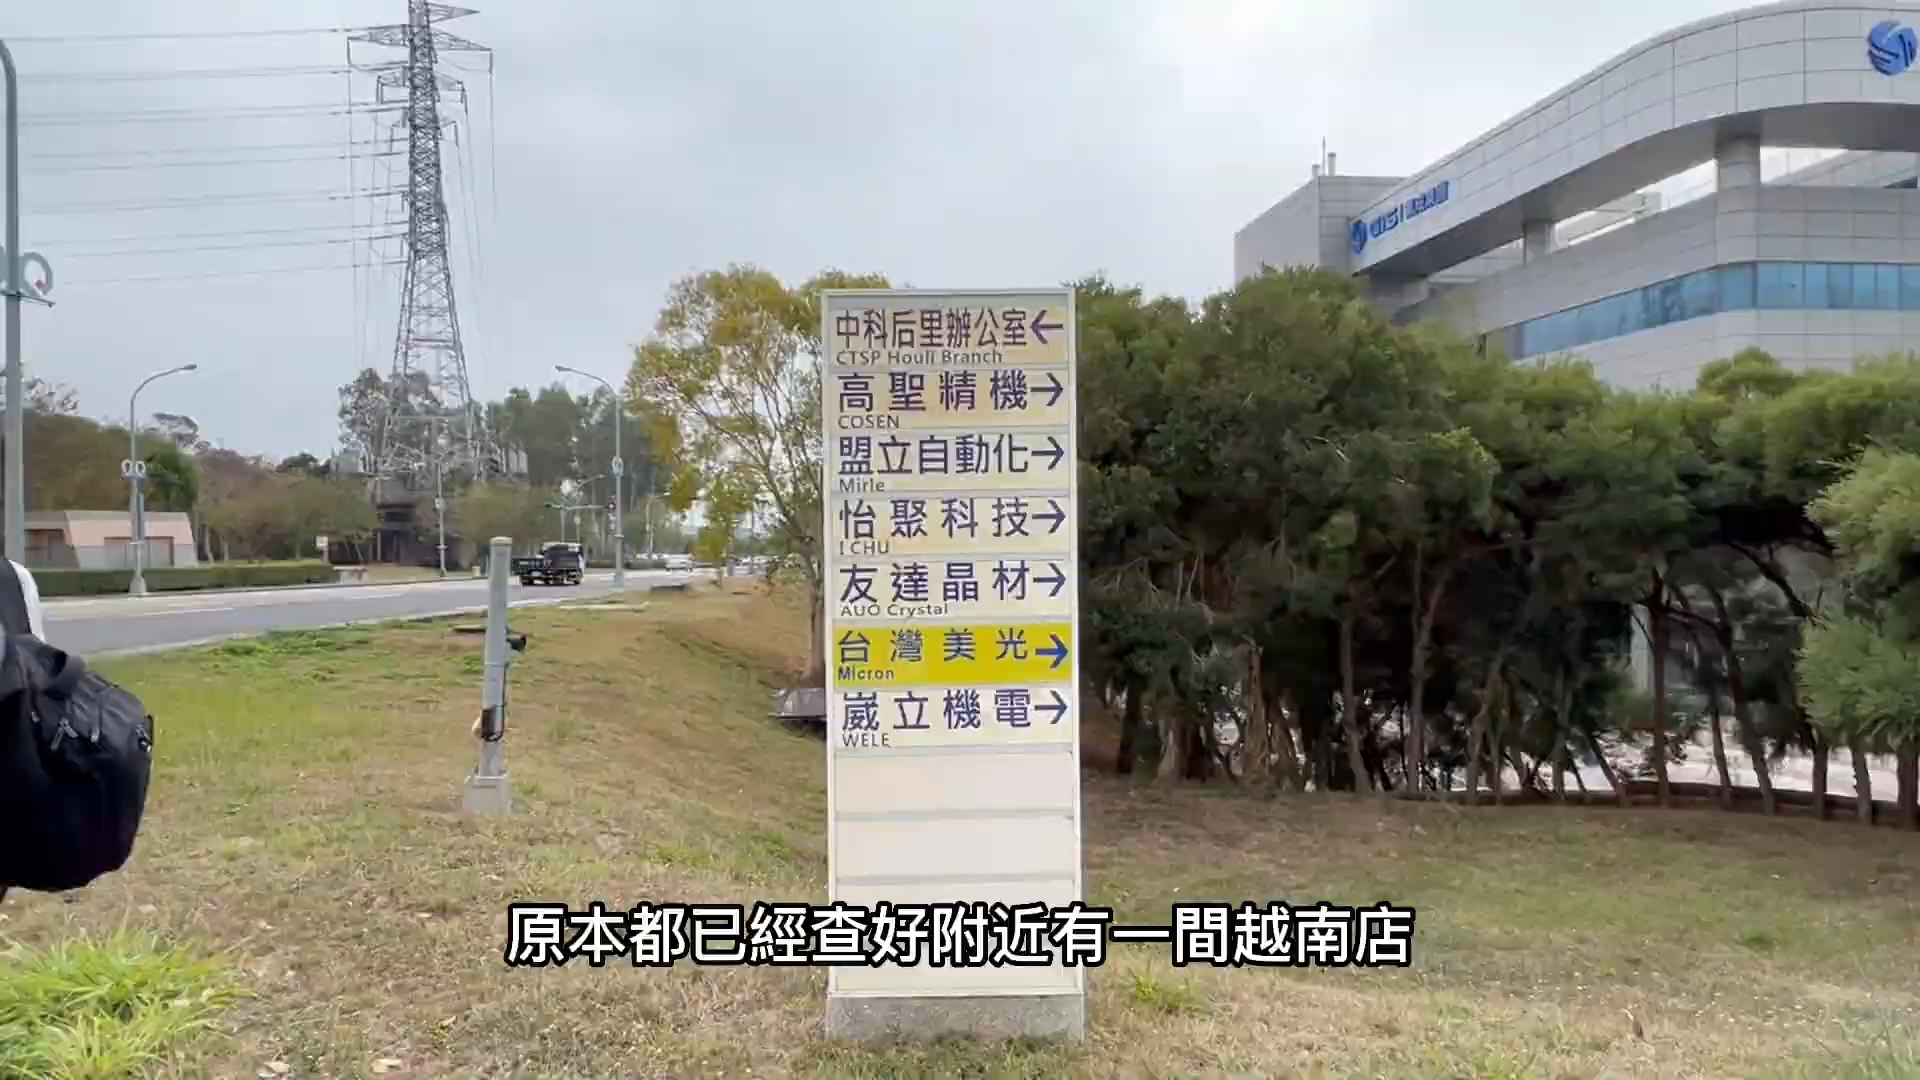 GIS
中科后里辦公室←
CTSP Houli Branch
高聖精機→
COSEN
盟立自動化→
Mirle
怡聚科技→
I CHU
友達晶材→
AUO Crystal
台灣美光→
Micron
崴立機電→
WELE
原本都已經查好附近有一間越南店